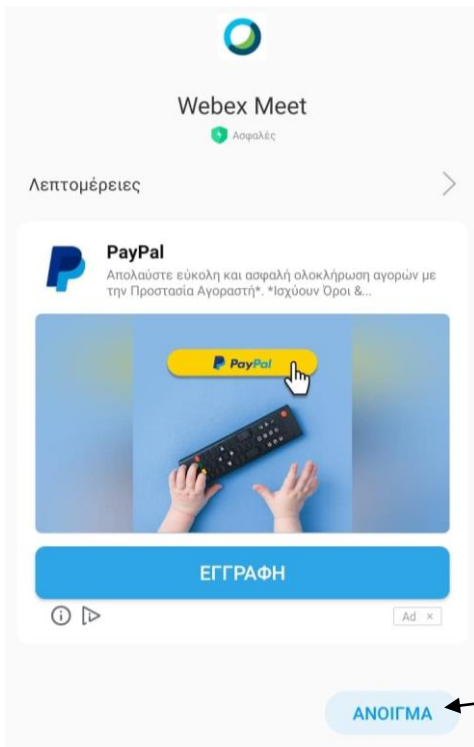 Webex Meet
Ασφαλές
Λεπτομέρειες
PayPal
Απολαύστε εύκολη και ασφαλή ολοκλήρωση αγορών με
την Προστασία Αγοραστή*. *Ισχύουν Όροι &...
PayPal
ΕΓΓΡΑΦΗ
Ad ×
ΑΝΟΙΓΜΑ